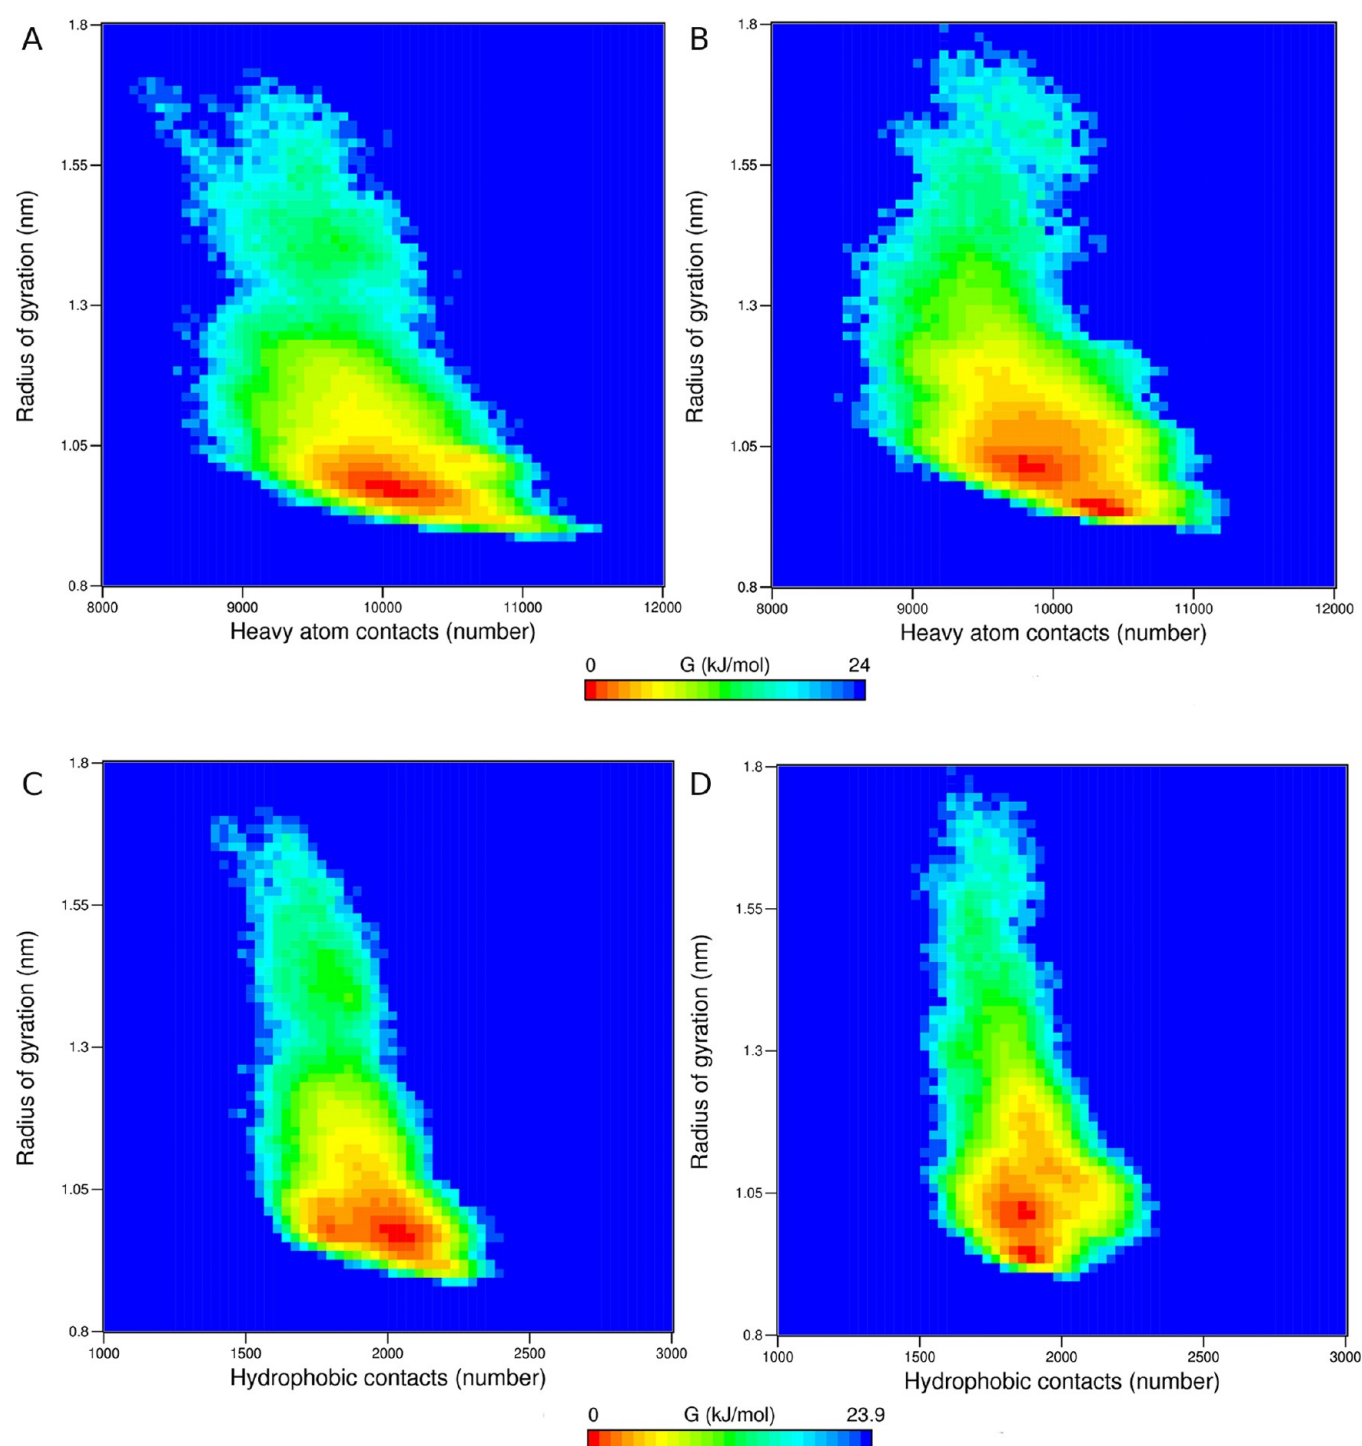 A
B
1.8
1.55
1.3
1.05
0.8
Radius of gyration (nm)
8000 9000 10000 11000 12000
Heavy atom contacts (number)
1.8
1.55
1.3
1.05
0.8
Radius of gyration (nm)
8000 9000 10000 11000 12000
Heavy atom contacts (number)
0 G (kJ/mol) 24
C
D
1.8
1.55
1.3
1.05
0.8
Radius of gyration (nm)
1000 1500 2000 2500 3000
Hydrophobic contacts (number)
1.8
1.55
1.3
1.05
0.8
Radius of gyration (nm)
1000 1500 2000 2500 3000
Hydrophobic contacts (number)
0 G (kJ/mol) 23.9